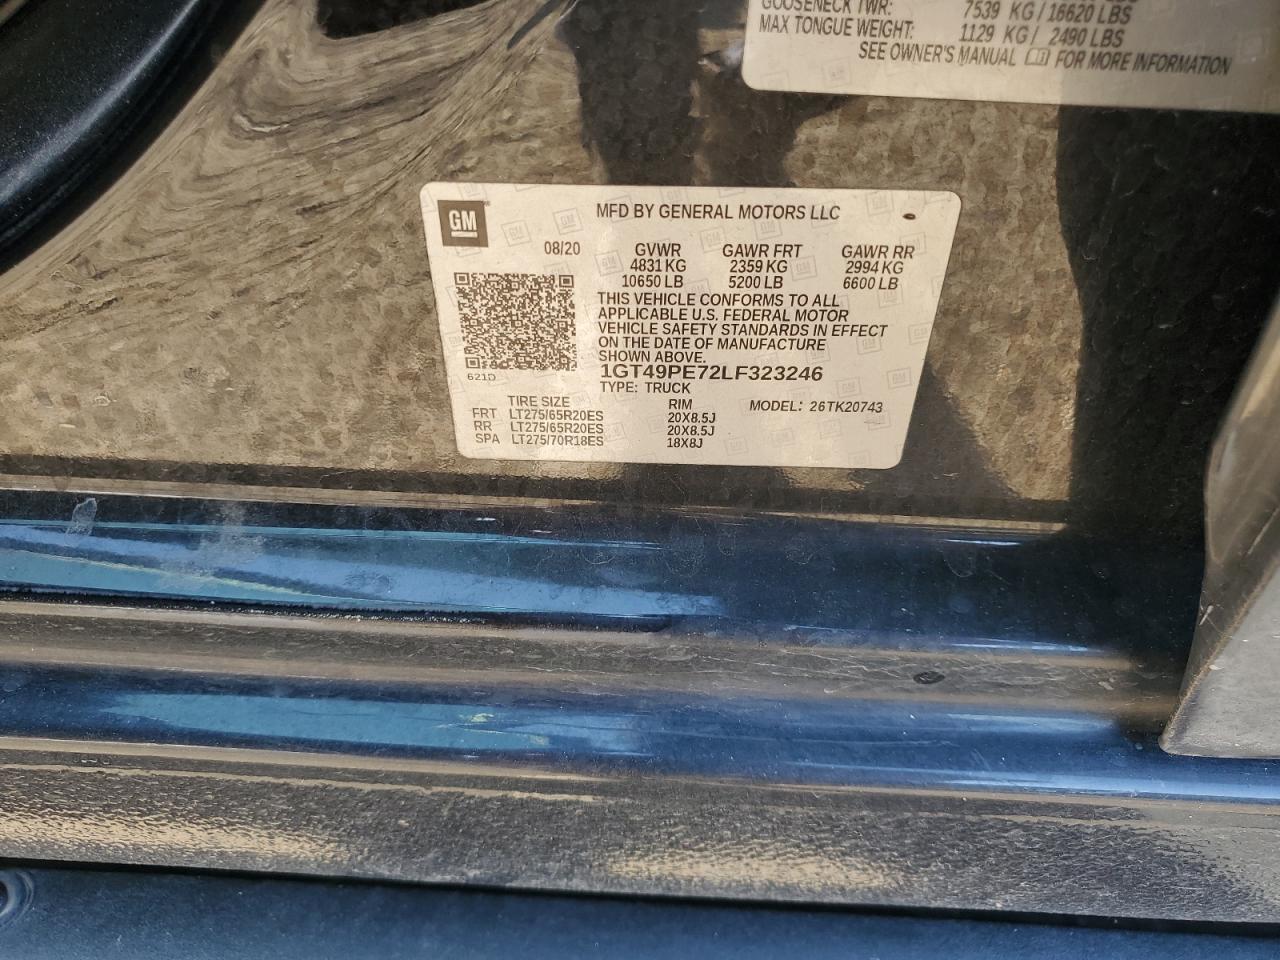 GOOSENECK TWR: 7539 KG/16620 LBS
MAX TONGUE WEIGHT: 1129 KG/ 2490 LBS
SEE OWNER'S MANUAL FOR MORE INFORMATION
GM
MFD BY GENERAL MOTORS LLC
08/20 GVWR GAWR FRT GAWR RR
4831 KG 2359 KG 2994 KG
10650 LB 5200 LB 6600 LB
THIS VEHICLE CONFORMS TO ALL
APPLICABLE U.S. FEDERAL MOTOR
VEHICLE SAFETY STANDARDS IN EFFECT
ON THE DATE OF MANUFACTURE
SHOWN ABOVE.
621D 1GT49PE72LF323246
TYPE: TRUCK
TIRE SIZE RIM MODEL: 26TK20743
FRT LT275/65R20ES 20X8.5J
RR LT275/65R20ES 20X8.5J
SPA LT275/70R18ES 18X8J